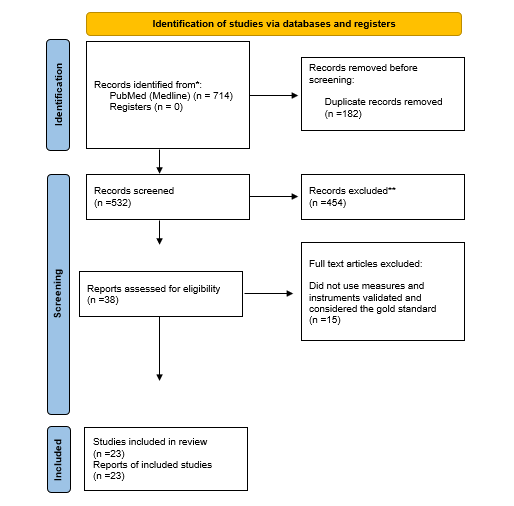 Identification of studies via databases and registers
Identification
Records identified from*:
PubMed (Medline) (n = 714)
Registers (n = 0)
Records removed before
screening:
Duplicate records removed
(n =182)
Screening
Records screened
(n =532)
Records excluded**
(n =454)
Reports assessed for eligibility
(n =38)
Full text articles excluded:
Did not use measures and
instruments validated and
considered the gold standard
(n =15)
Included
Studies included in review
(n =23)
Reports of included studies
(n =23)